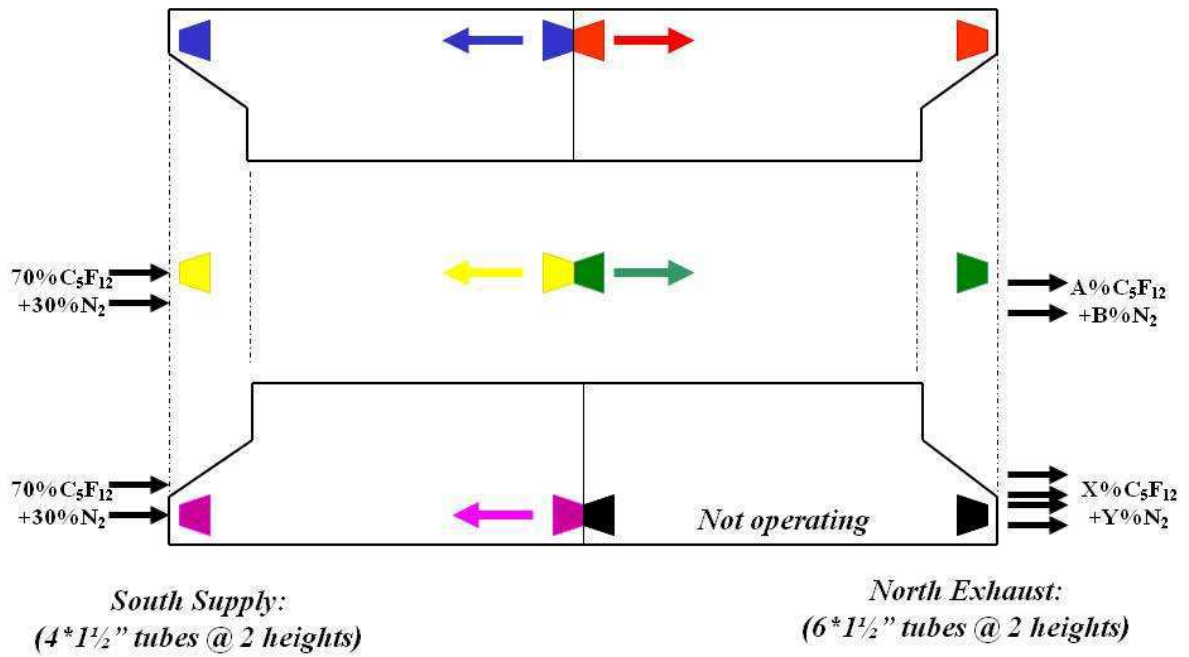 70%C₅F₁₂
+30%N₂
A%C₅F₁₂
+B%N₂
70%C₅F₁₂
+30%N₂
Not operating
X%C₅F₁₂
+Y%N₂
South Supply:
(4*1½” tubes @ 2 heights)
North Exhaust:
(6*1½” tubes @ 2 heights)